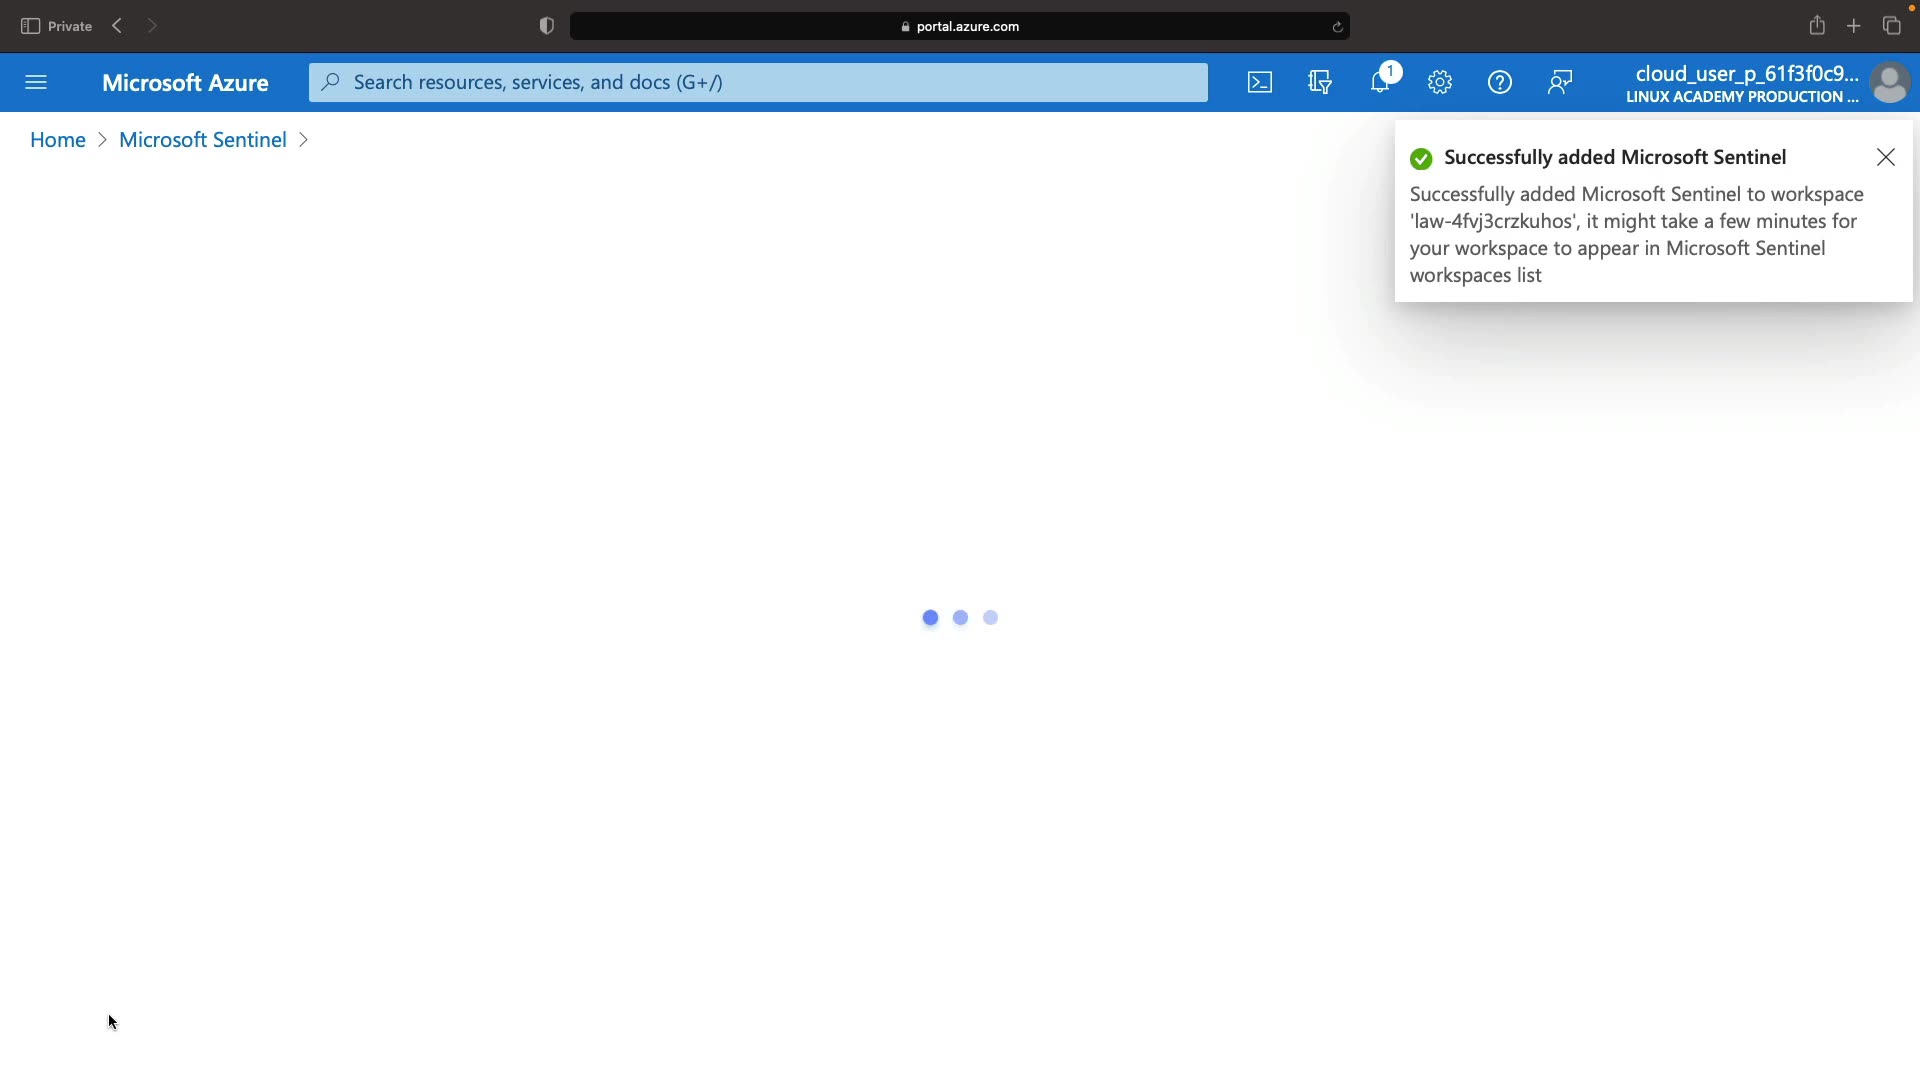 Private
portal.azure.com
Microsoft Azure
Search resources, services, and docs (G+/)
1
cloud_user_p_61f3f0c9...
LINUX ACADEMY PRODUCTION ...
Home > Microsoft Sentinel >
Successfully added Microsoft Sentinel
Successfully added Microsoft Sentinel to workspace
'law-4fvj3crzkuhos', it might take a few minutes for
your workspace to appear in Microsoft Sentinel
workspaces list